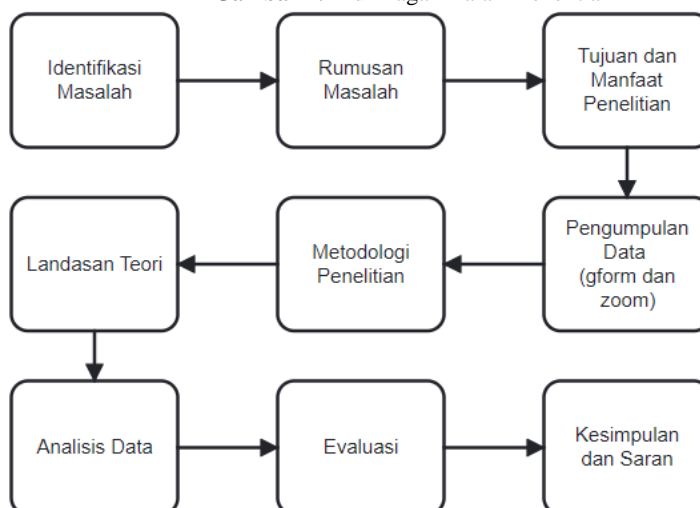 Identifikasi
Masalah
Rumusan
Masalah
Tujuan dan
Manfaat
Penelitian
Pengumpulan
Data
(gform dan
zoom)
Metodologi
Penelitian
Landasan Teori
Analisis Data
Evaluasi
Kesimpulan
dan Saran